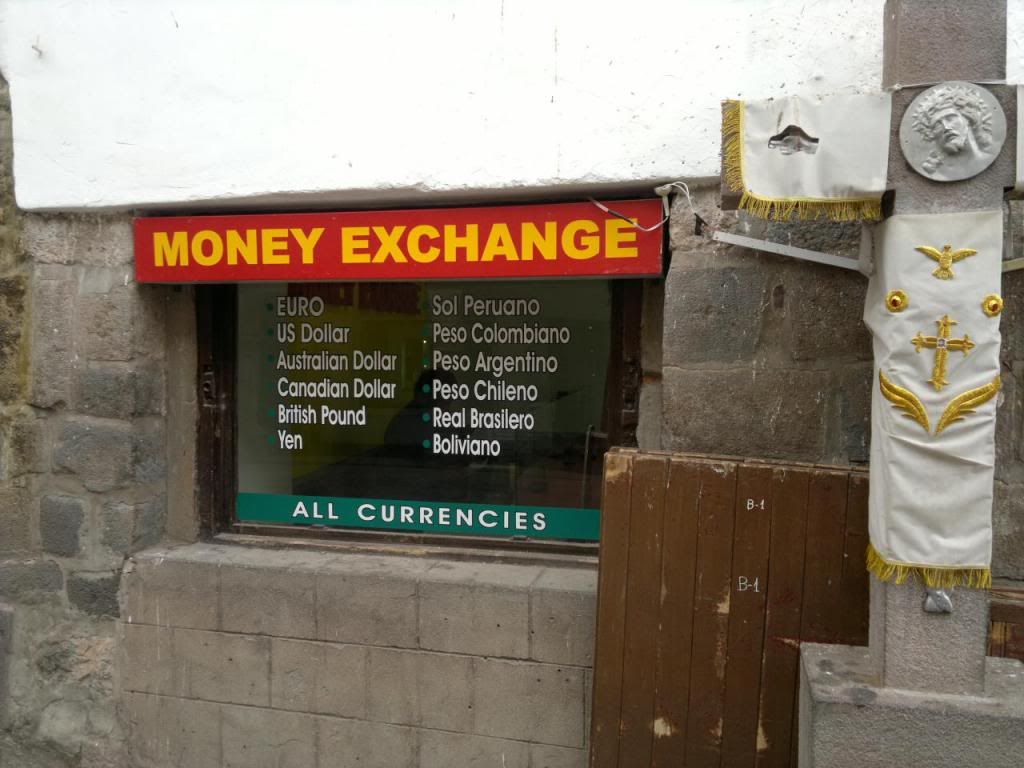 MONEY EXCHANGE
EURO
US Dollar
Australian Dollar
Canadian Dollar
British Pound
Yen
Sol Peruano
Peso Colombiano
Peso Argentino
Peso Chileno
Real Brasilero
Boliviano
ALL CURRENCIES
B-1
B-1